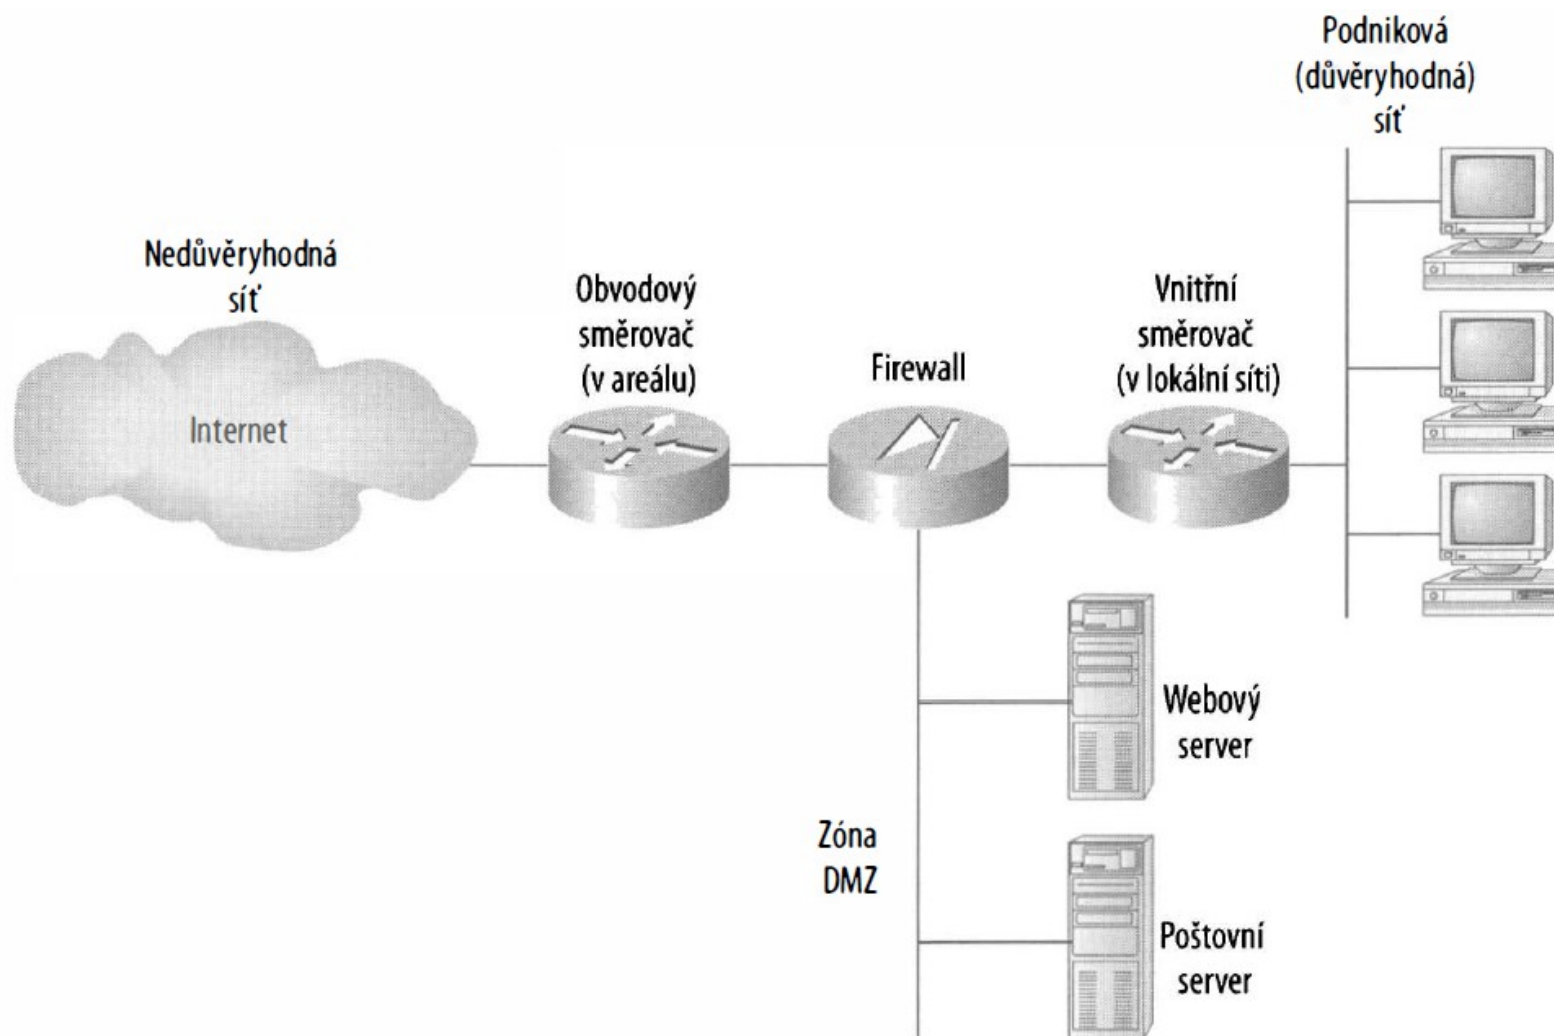 Podniková
(důvěryhodná)
síť
Nedůvěryhodná
síť
Internet
Obvodový
směrovač
(v areálu)
Firewall
Vnitřní
směrovač
(v lokální síti)
Webový
server
Zóna
DMZ
Poštovní
server